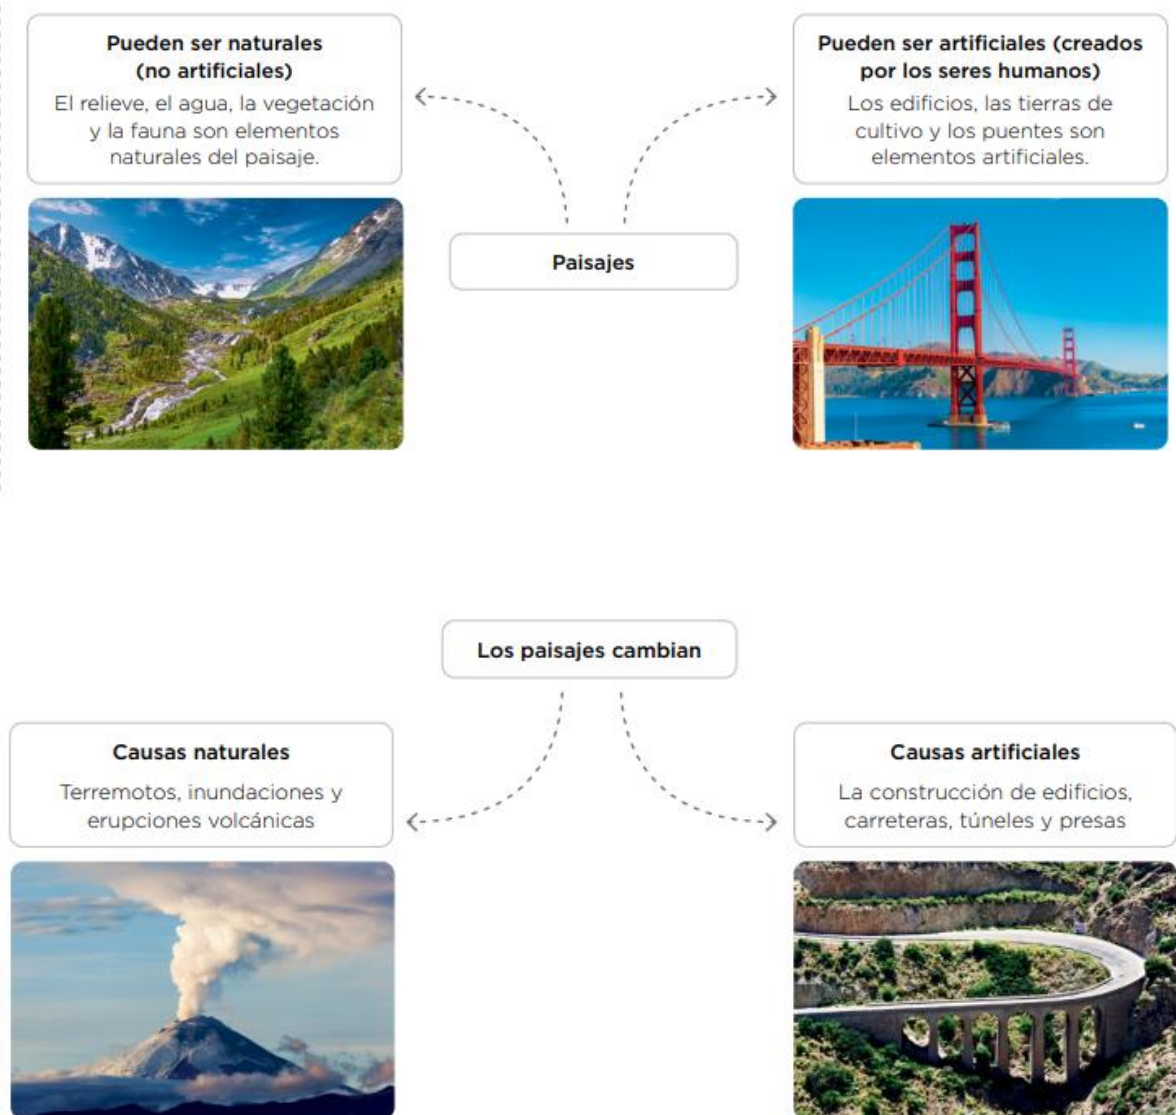 Pueden ser naturales
(no artificiales)
El relieve, el agua, la vegetación
y la fauna son elementos
naturales del paisaje.
Pueden ser artificiales (creados
por los seres humanos)
Los edificios, las tierras de
cultivo y los puentes son
elementos artificiales.
Paisajes
Los paisajes cambian
Causas naturales
Terremotos, inundaciones y
erupciones volcánicas
Causas artificiales
La construcción de edificios,
carreteras, túneles y presas